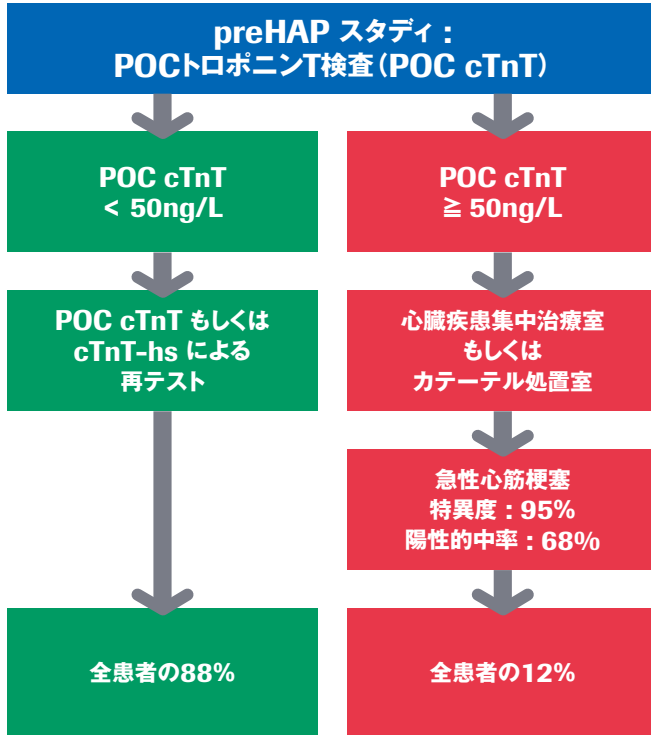 preHAP スタディ：
POCトロポニンT検査（POC cTnT）
POC cTnT
< 50ng/L
POC cTnT
≧ 50ng/L
POC cTnT もしくは
cTnT-hs による
再テスト
心臓疾患集中治療室
もしくは
カテーテル処置室
急性心筋梗塞
特異度：95%
陽性的中率：68%
全患者の88%
全患者の12%